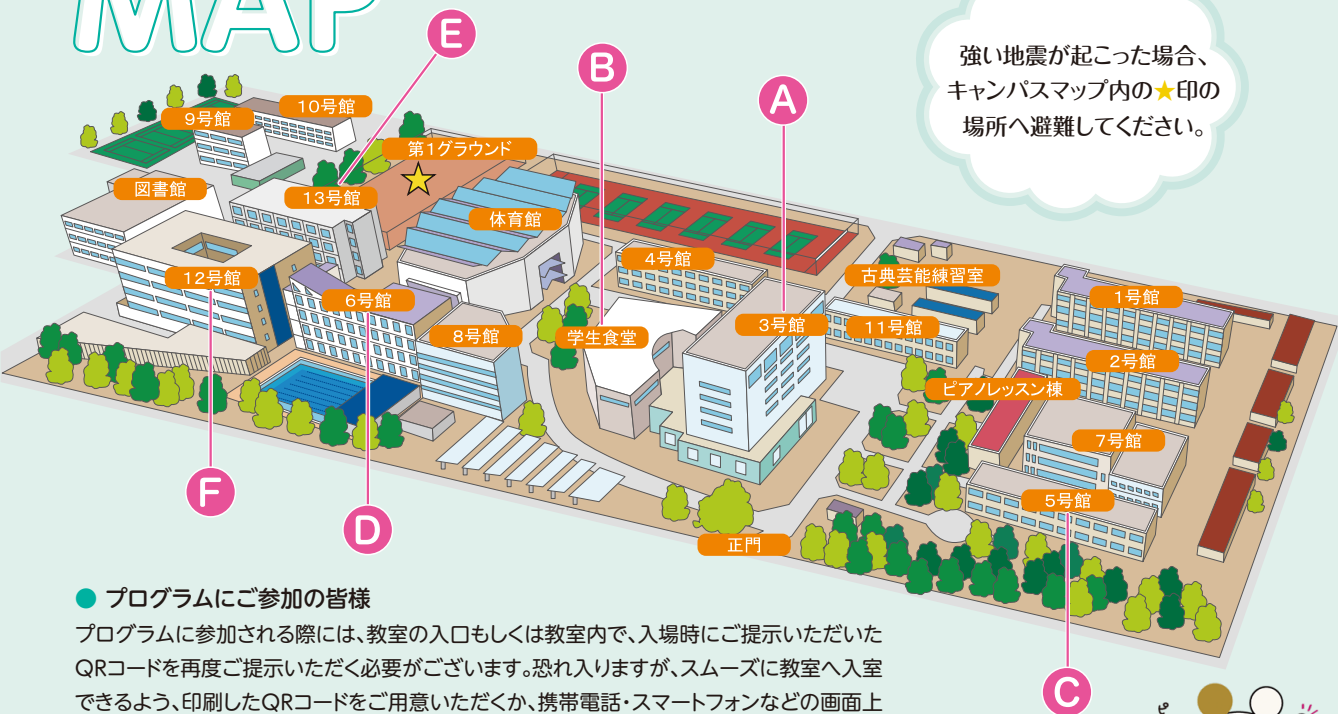 MAP
E
B
A
強い地震が起こった場合、
キャンパスマップ内の★印の
場所へ避難してください。
10号館
9号館
第1グラウンド
図書館
13号館
体育館
4号館
古典芸能練習室
12号館
6号館
1号館
8号館
学生食堂
3号館
11号館
2号館
ピアノレッスン棟
7号館
F
D
5号館
正門
C
● プログラムにご参加の皆様
プログラムに参加される際には、教室の入口もしくは教室内で、入場時にご提示いただいた
QRコードを再度ご提示いただく必要がございます。恐れ入りますが、スムーズに教室へ入室
できるよう、印刷したQRコードをご用意いただくか、携帯電話・スマートフォンなどの画面上